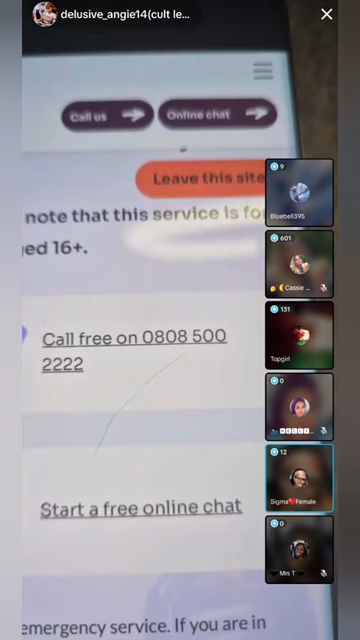 delusive_angie14(cult le...
Call us
Online chat
Leave this site
note that this service is fo
ed 16+.
Call free on 0808 500
2222
Start a free online chat
emergency service. If you are in
9
Bluebell395
601
Cassie ...
131
Topgirl
0
12
Sigma❤️Female
0
Mrs T